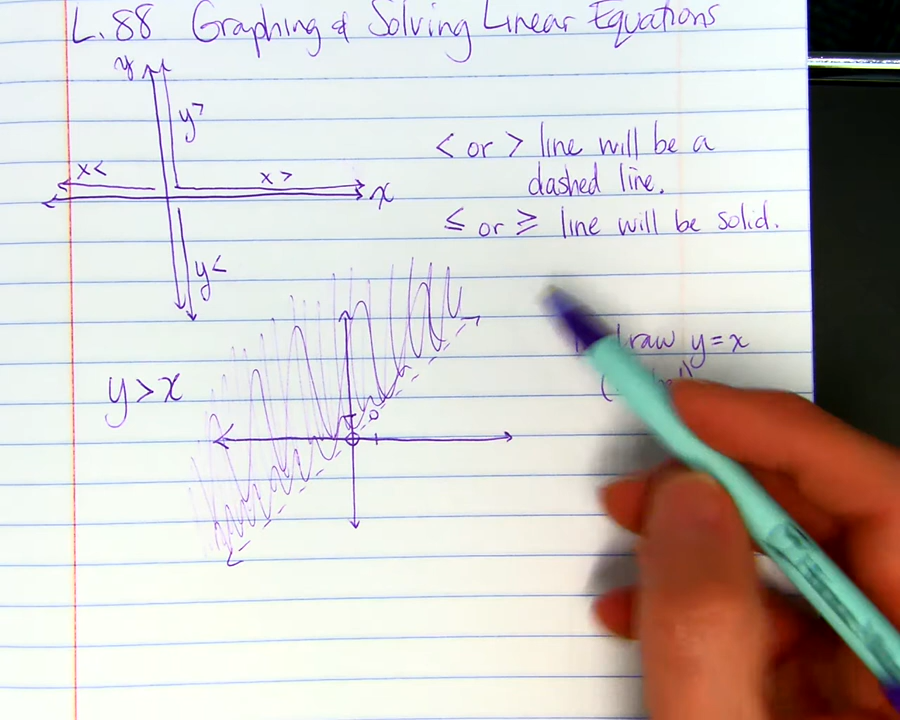 L.88 Graphing & Solving Linear Equations
y
y>
x<
x>
x
y<
< or > line will be a
dashed line.
≤ or ≥ line will be solid.
draw y=x
y>x